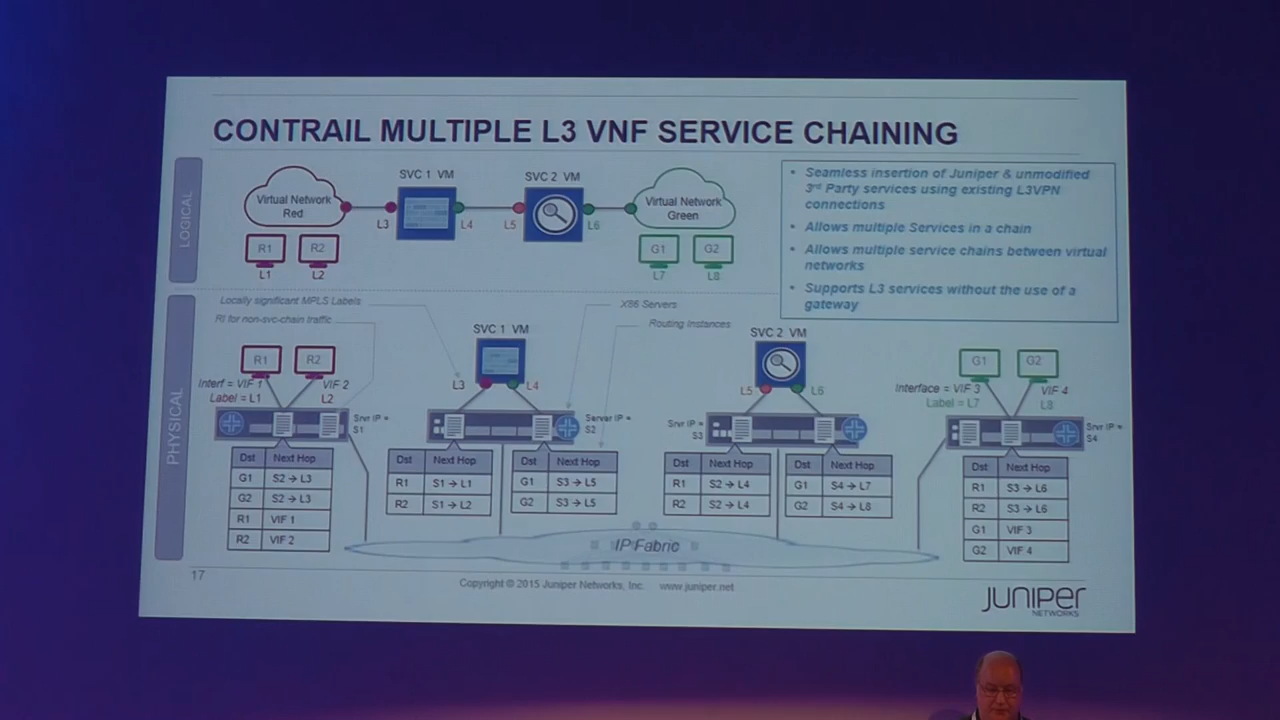 CONTRAIL MULTIPLE L3 VNF SERVICE CHAINING
LOGICAL
Virtual Network
Red
SVC 1 VM
SVC 2 VM
Virtual Network
Green
L3
L4
L5
L6
R1
R2
L1
L2
G1
G2
L7
L8
• Seamless insertion of Juniper & unmodified
3rd Party services using existing L3VPN
connections
• Allows multiple Services in a chain
• Allows multiple service chains between virtual
networks
• Supports L3 services without the use of a
gateway
PHYSICAL
Locally significant MPLS Labels
RI for non-svc-chain traffic
X86 Servers
Routing Instances
SVC 1 VM
SVC 2 VM
R1
R2
Interf = VIF 1
VIF 2
Label = L1
L2
L3
L4
L5
L6
G1
G2
Interface = VIF 3
VIF 4
Label = L7
L8
Srvr IP =
S1
Server IP =
S2
Srvr IP =
S3
Srvr IP =
S4
Dst Next Hop
G1 S2 → L3
G2 S2 → L3
R1 VIF 1
R2 VIF 2
Dst Next Hop
R1 S1 → L1
R2 S1 → L2
Dst Next Hop
G1 S3 → L5
G2 S3 → L5
Dst Next Hop
R1 S2 → L4
R2 S2 → L4
Dst Next Hop
G1 S4 → L7
G2 S4 → L8
Dst Next Hop
R1 S3 → L6
R2 S3 → L6
G1 VIF 3
G2 VIF 4
IP Fabric
17
Copyright © 2015 Juniper Networks, Inc. www.juniper.net
JUNIPER
NETWORKS